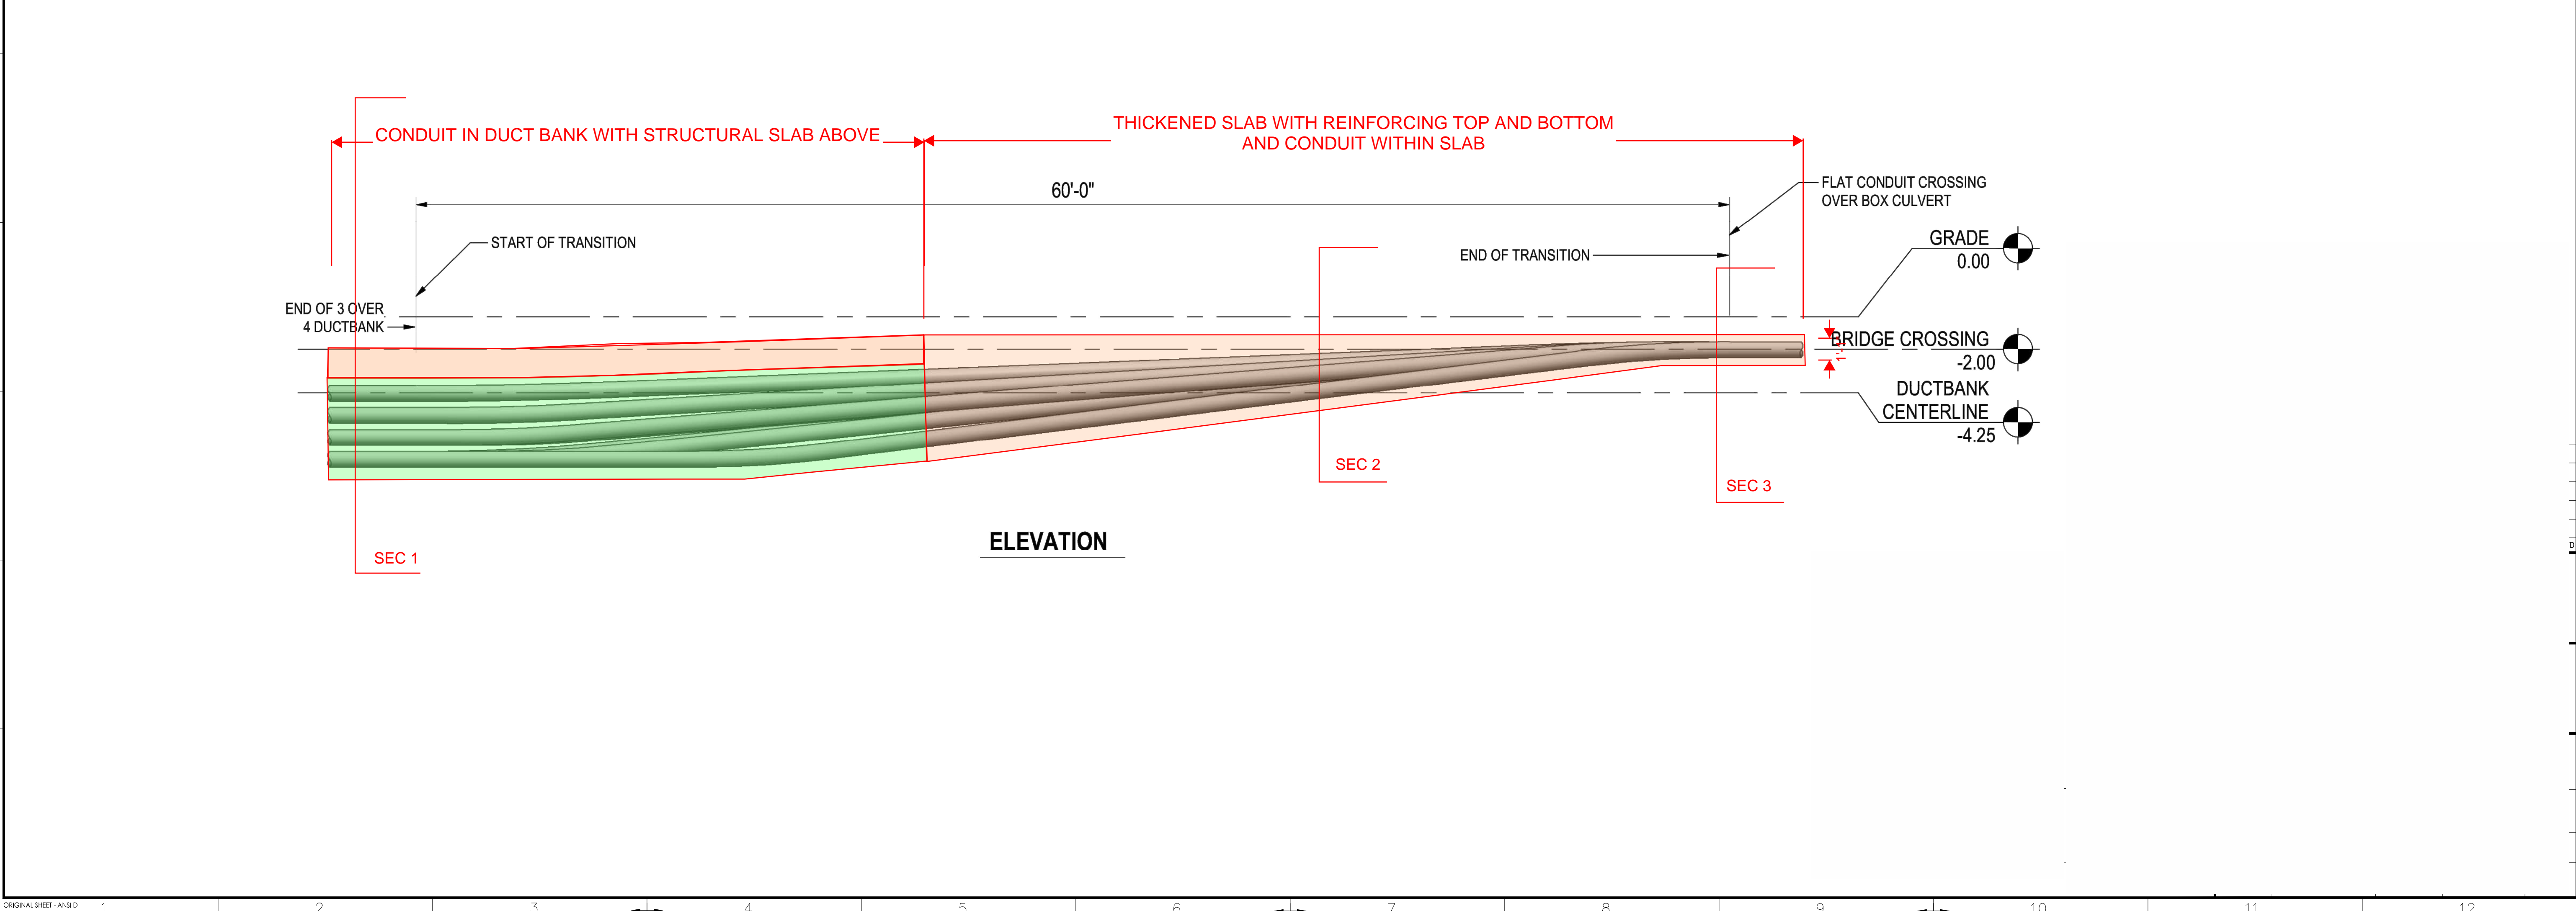 CONDUIT IN DUCT BANK WITH STRUCTURAL SLAB ABOVE
THICKENED SLAB WITH REINFORCING TOP AND BOTTOM
AND CONDUIT WITHIN SLAB
60'-0"
FLAT CONDUIT CROSSING
OVER BOX CULVERT
START OF TRANSITION
END OF TRANSITION
GRADE
0.00
END OF 3 OVER
4 DUCTBANK
BRIDGE CROSSING
-2.00
DUCTBANK
CENTERLINE
-4.25
SEC 1
SEC 2
SEC 3
ELEVATION
ORIGINAL SHEET - ANSI D
1 2 3 4 5 6 7 8 9 10 11 12